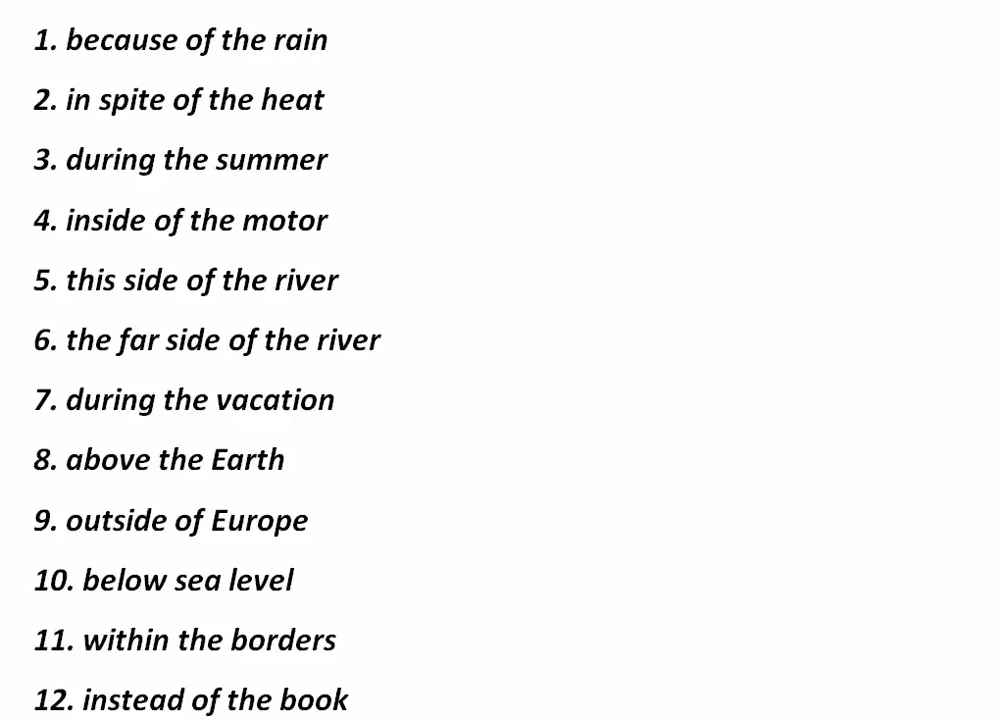 1. because of the rain
2. in spite of the heat
3. during the summer
4. inside of the motor
5. this side of the river
6. the far side of the river
7. during the vacation
8. above the Earth
9. outside of Europe
10. below sea level
11. within the borders
12. instead of the book